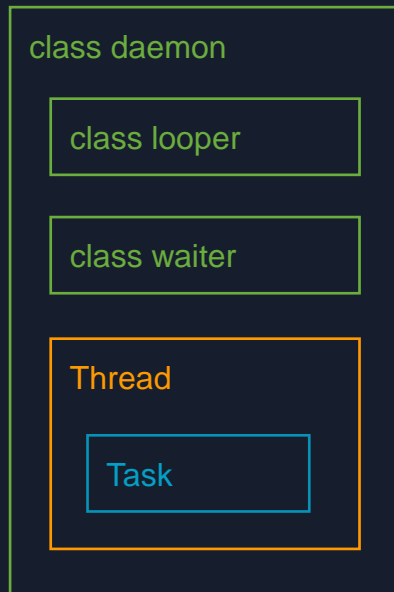 class daemon
class looper
class waiter
Thread
Task